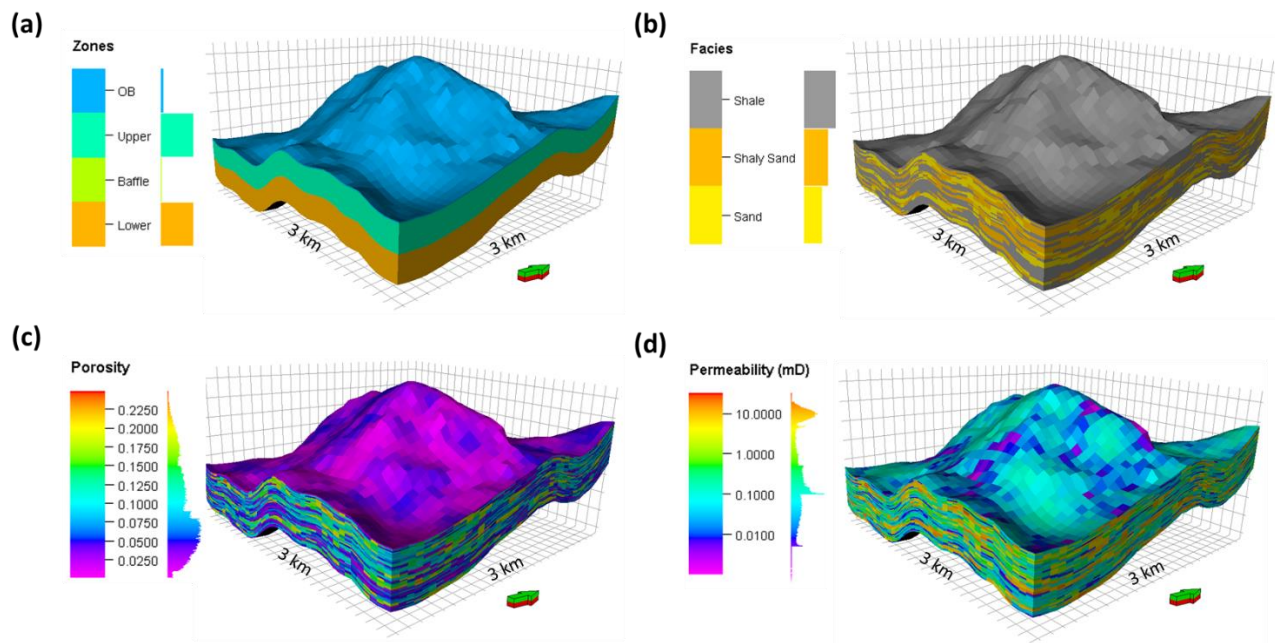 (a)
Zones
OB
Upper
Baffle
Lower
3 km
3 km
(b)
Facies
Shale
Shaly Sand
Sand
3 km
3 km
(c)
Porosity
0.2250
0.2000
0.1750
0.1500
0.1250
0.1000
0.0750
0.0500
0.0250
3 km
3 km
(d)
Permeability (mD)
10.0000
1.0000
0.1000
0.0100
3 km
3 km